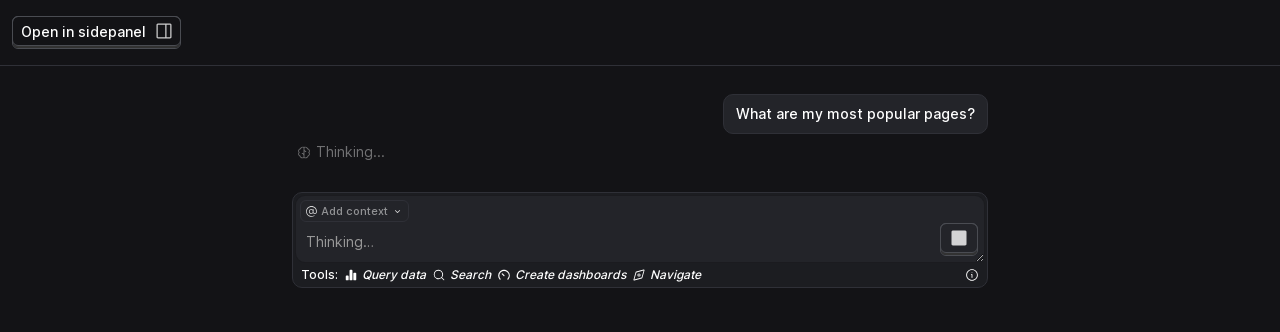 Open in sidepanel
What are my most popular pages?
Thinking...
@ Add context
Thinking...
Tools: Query data Search Create dashboards Navigate